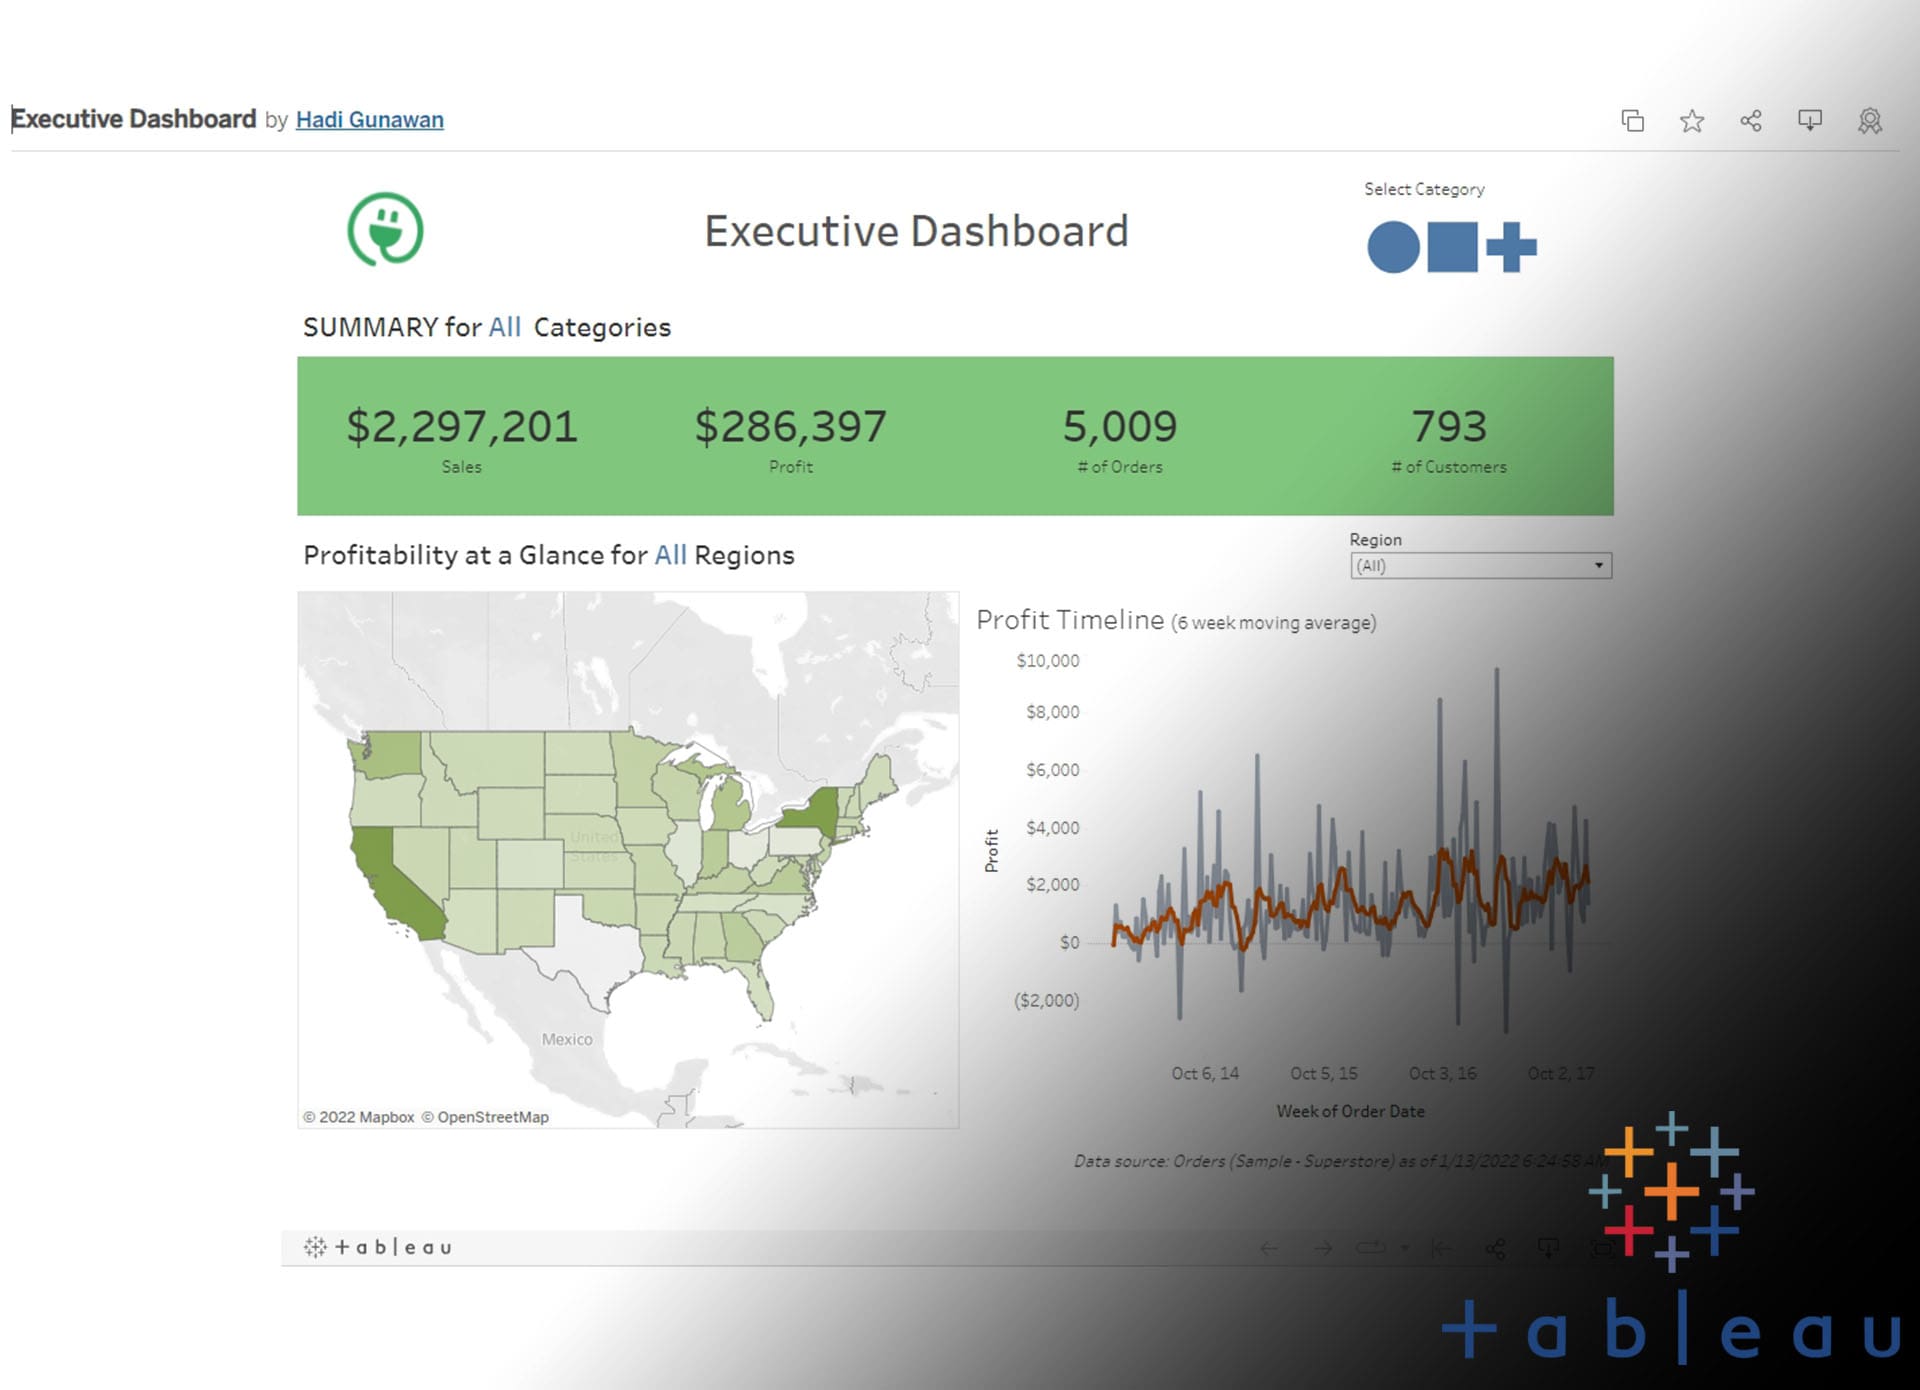 Executive Dashboard by Hadi Gunawan
Select Category
Executive Dashboard
SUMMARY for All Categories
$2,297,201
Sales
$286,397
Profit
5,009
# of Orders
793
# of Customers
Profitability at a Glance for All Regions
Region
(All)
United
States
Mexico
© 2022 Mapbox © OpenStreetMap
Profit Timeline (6 week moving average)
$10,000
$8,000
$6,000
$4,000
$2,000
$0
($2,000)
Profit
Oct 6, 14
Oct 5, 15
Oct 3, 16
Oct 2, 17
Week of Order Date
Data source: Orders (Sample - Superstore) as of 1/13/2022 6:24:58 AM
+ableau
+ableau